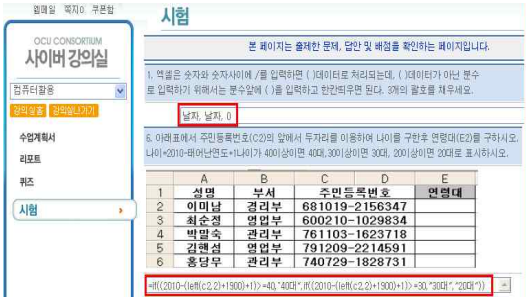 웹메일 쪽지0 쿠폰함
시험
OCU CONSORTIUM
사이버 강의실
본 페이지는 출제한 문제, 답안 및 배점을 확인하는 페이지입니다.
컴퓨터활용
강의실홈 강의실나가기
1. 엑셀은 숫자와 숫자사이에 /를 입력하면 ( )데이터로 처리되는데, ( )데이터가 아닌 분수
로 입력하기 위해서는 분수앞에 ( )을 입력하고 한칸띄우면 된다. 3개의 괄호를 채우세요.
날짜, 날짜, 0
수업계획서
리포트
퀴즈
시험
6. 아래표에서 주민등록번호(C2)의 앞에서 두자리를 이용하여 나이를 구한후 연령대(E2)를 구하시오.
나이=2010-태어난연도+1나이가 40이상이면 40대, 30이상이면 30대, 20이상이면 20대로 표시하시오.
A B C D E
1 성명 부서 주민등록번호 연령대
2 이미남 경리부 681019-2156347
3 최순정 영업부 600210-1029834
4 박말숙 관리부 761103-1623718
5 김핸섬 영업부 791209-2214591
6 홍당무 관리부 740729-1828731
=if((2010-(left(c2,2)+1900)+1)>=40,"40대",if((2010-(left(c2,2)+1900)+1)>=30,"30대","20대"))